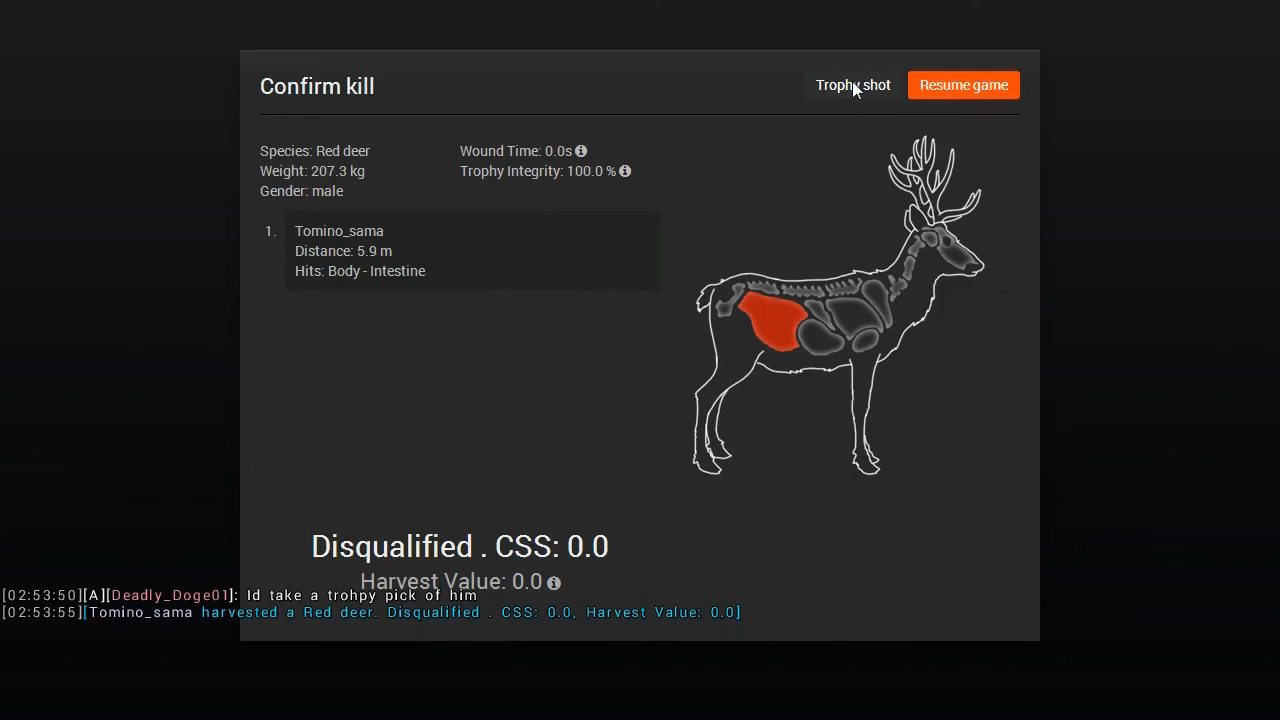 Confirm kill
Trophy shot
Resume game
Species: Red deer
Weight: 207.3 kg
Gender: male
Wound Time: 0.0s
Trophy Integrity: 100.0 %
1.
Tomino_sama
Distance: 5.9 m
Hits: Body - Intestine
Disqualified . CSS: 0.0
Harvest Value: 0.0
[02:53:50][A][Deadly_Doge01]: Id take a trohpy pick of him
[02:53:55][Tomino_sama harvested a Red deer. Disqualified . CSS: 0.0, Harvest Value: 0.0]